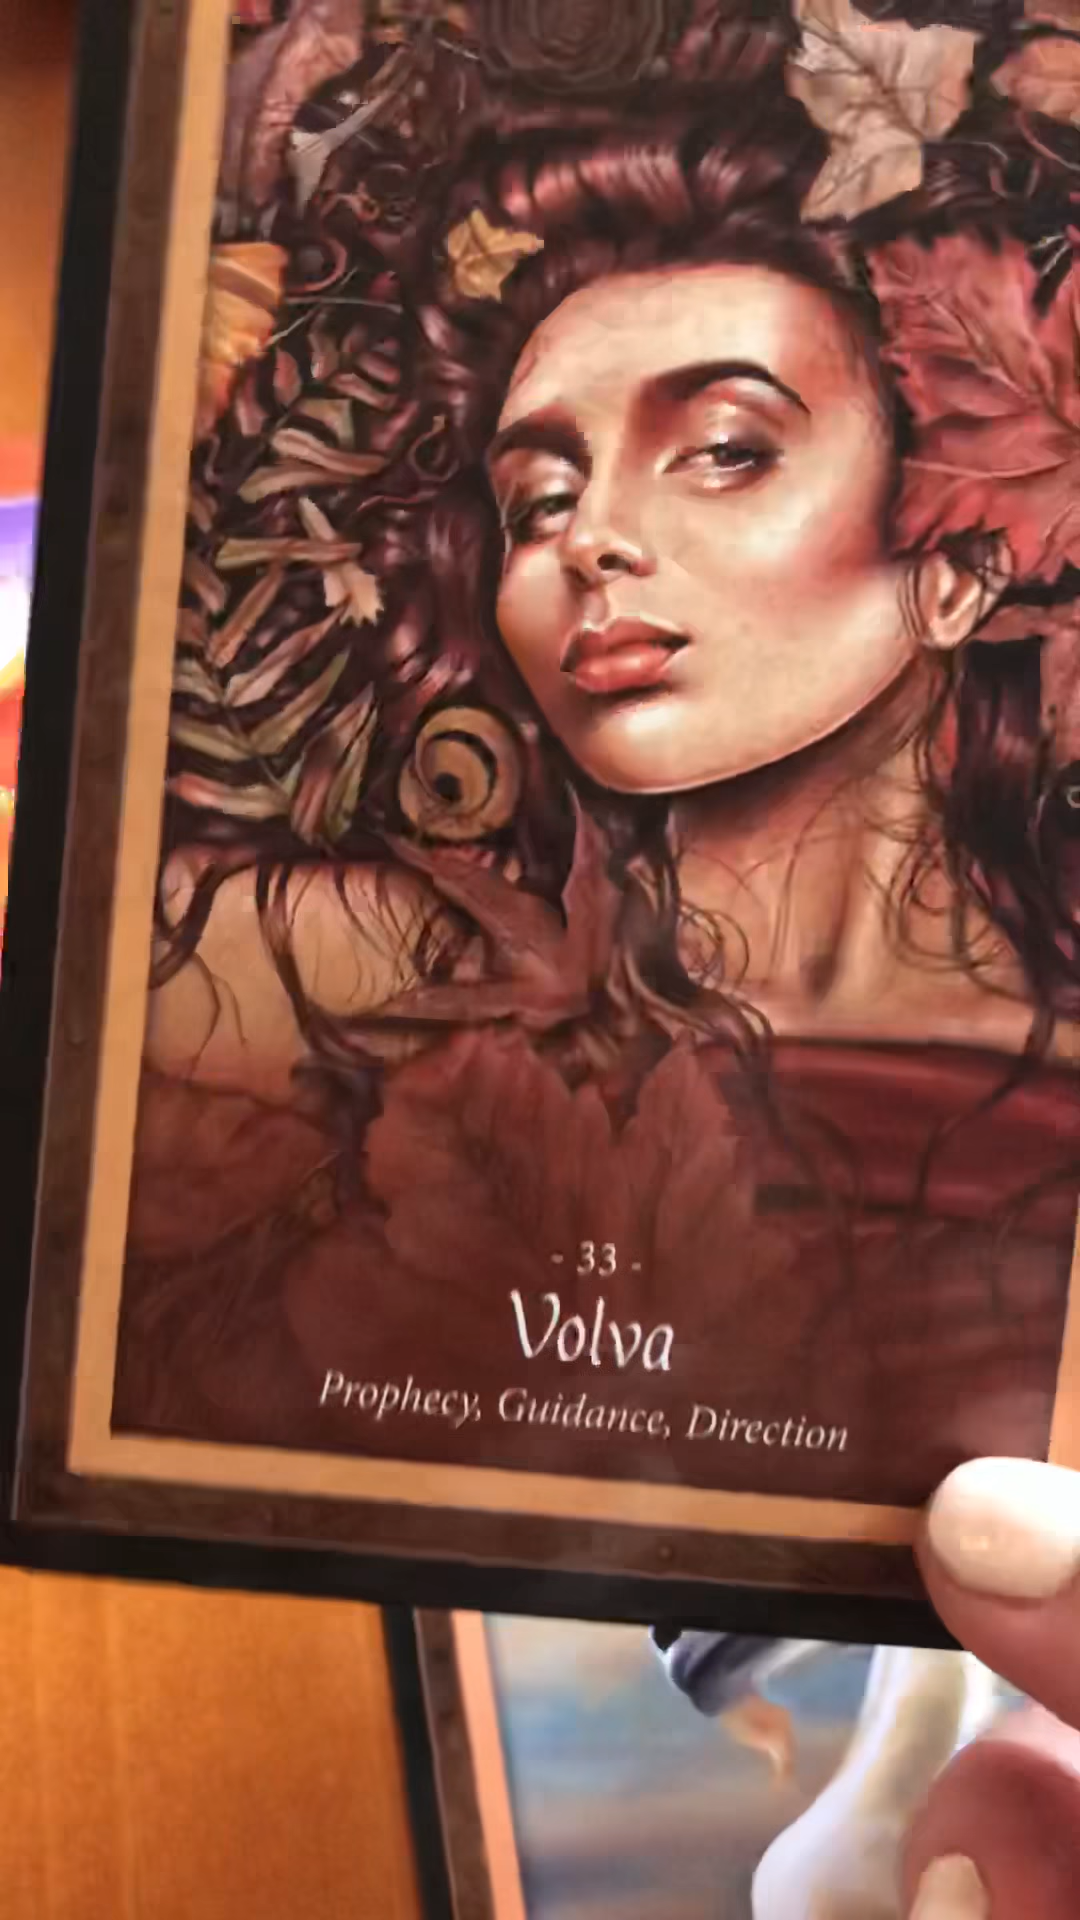 - 33 -
Volva
Prophecy, Guidance, Direction